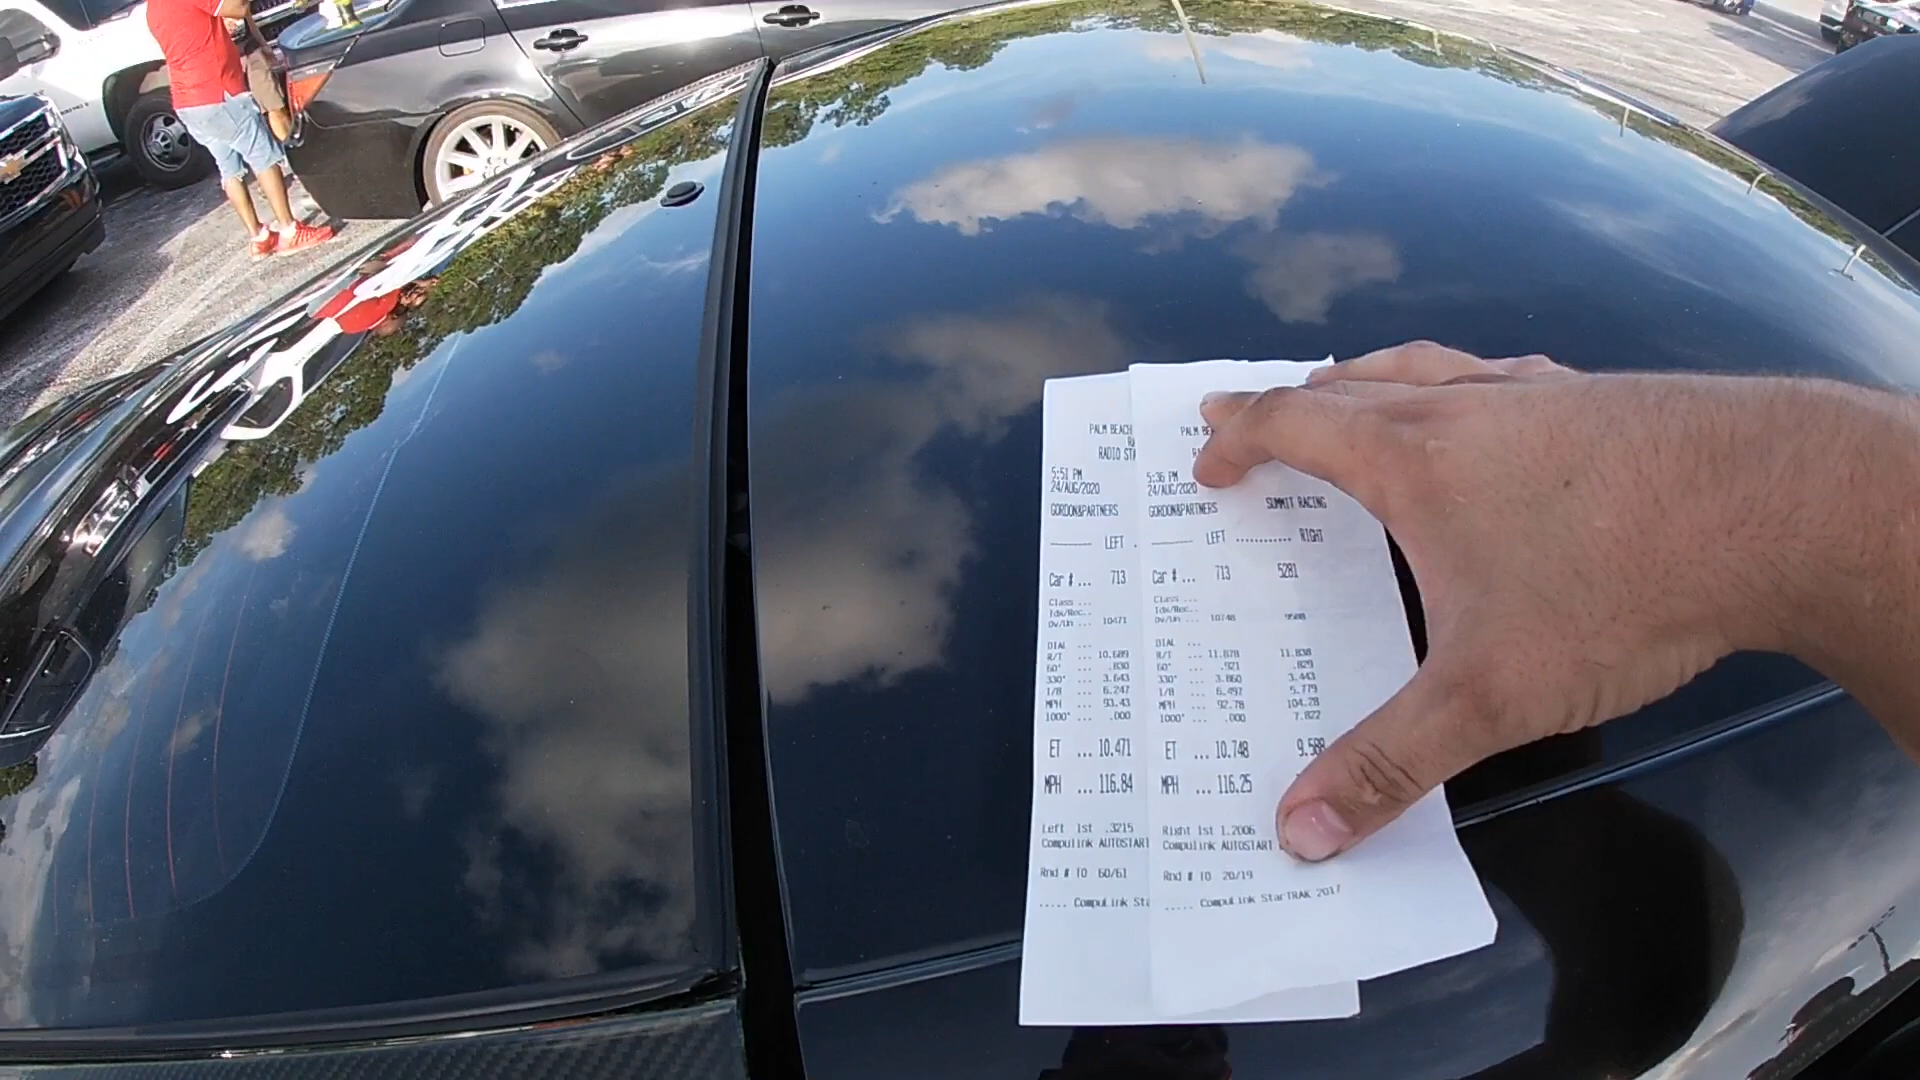 PALM BEACH
RADIO STA
5:51 PM
24/AUG/2020
GORDON&PARTNERS
LEFT
Car # ... 713
Class ...
Idx/Rec..
Ov/Un ... 10471
DIAL ...
R/T ... 10.689
60' ... .830
330' ... 3.643
1/8 ... 6.247
MPH ... 93.43
1000' ... .000
ET ... 10.471
MPH ... 116.84
Left 1st .3215
Compulink AUTOSTART
Rnd # TO 60/61
..... CompuLink Sta
PALM BE
5:36 PM
24/AUG/2020
GORDON&PARTNERS SUMMIT RACING
LEFT ............ RIGHT
Car # ... 713 5281
Class ...
Idx/Rec..
Ov/Un ... 10748 9588
DIAL ...
R/T ... 11.878 11.838
60' ... .921 .829
330' ... 3.860 3.443
1/8 ... 6.497 5.779
MPH ... 92.78 104.28
1000' ... .000 7.822
ET ... 10.748 9.588
MPH ... 116.25
Right 1st 1.2006
Compulink AUTOSTART
Rnd # TO 20/19
..... CompuLink StarTRAK 2017